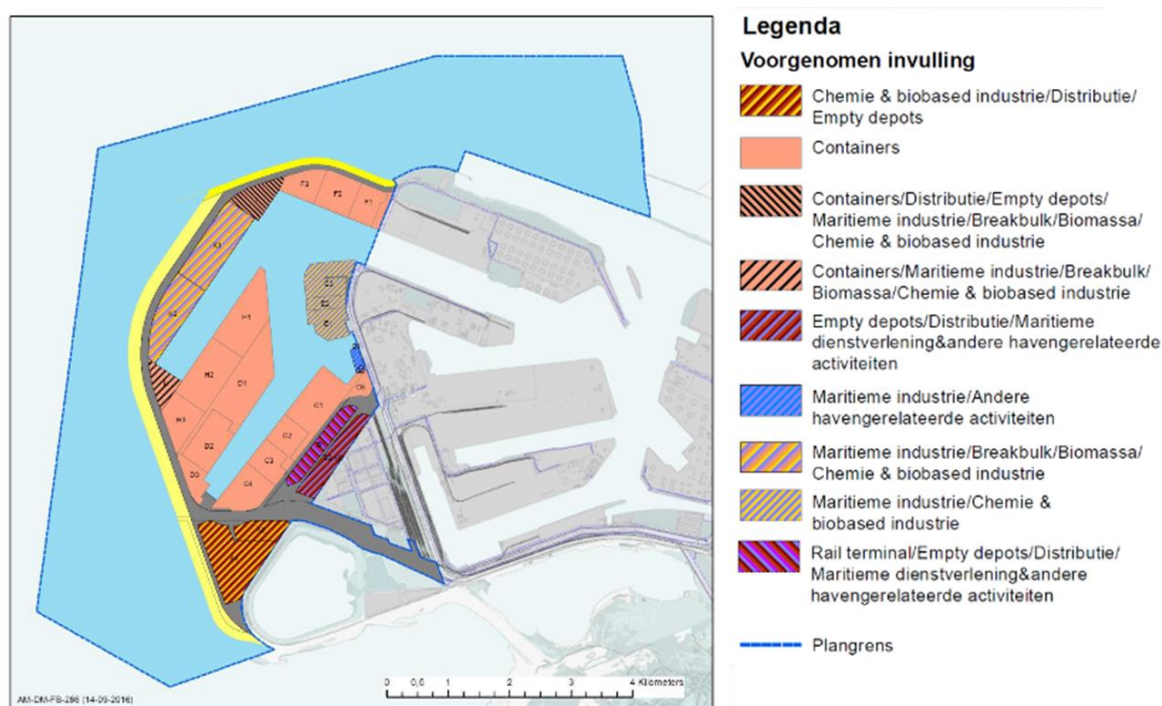 Legenda
Voorgenomen invulling
Chemie & biobased industrie/Distributie/
Empty depots
Containers
Containers/Distributie/Empty depots/
Maritieme industrie/Breakbulk/Biomassa/
Chemie & biobased industrie
Containers/Maritieme industrie/Breakbulk/
Biomassa/Chemie & biobased industrie
Empty depots/Distributie/Maritieme
dienstverlening&andere havengerelateerde
activiteiten
Maritieme industrie/Andere
havengerelateerde activiteiten
Maritieme industrie/Breakbulk/Biomassa/
Chemie & biobased industrie
Maritieme industrie/Chemie &
biobased industrie
Rail terminal/Empty depots/Distributie/
Maritieme dienstverlening&andere
havengerelateerde activiteiten
Plangrens
F3
F2
F1
H1
H2
D1
H3
D2
D3
C1
C2
C3
C4
0 0,5 1 2 3 4 Kilometers
AM-DM-FB-286 (14-09-2016)